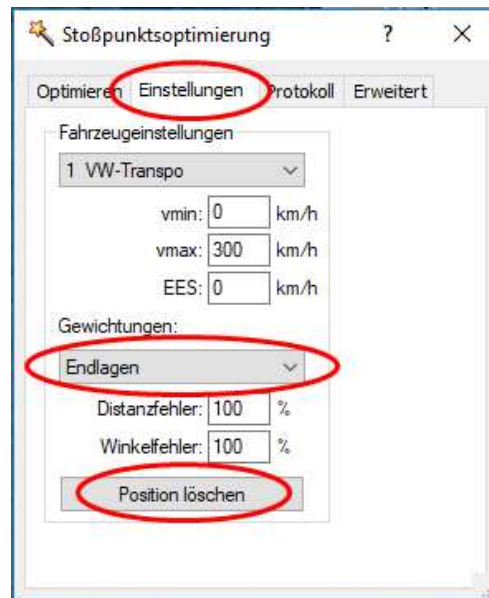 Stoßpunktsoptimierung ? X
Optimieren Einstellungen Protokoll Erweitert
Fahrzeugeinstellungen
1 VW-Transpo
vmin: 0 km/h
vmax: 300 km/h
EES: 0 km/h
Gewichtungen:
Endlagen
Distanzfehler: 100 %
Winkelfehler: 100 %
Position löschen